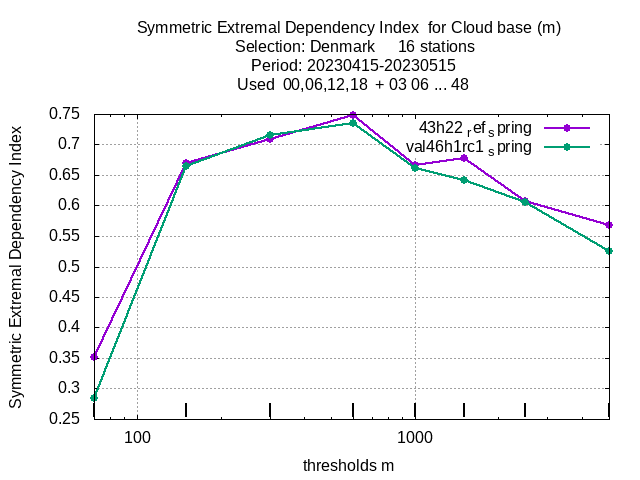 Symmetric Extremal Dependency Index  for Cloud base (m)
Selection: Denmark     16 stations
Period: 20230415-20230515
Used  00,06,12,18  + 03 06 ... 48
43h22 ref spring
val46h1rc1 spring
Symmetric Extremal Dependency Index
0.75
0.7
0.65
0.6
0.55
0.5
0.45
0.4
0.35
0.3
0.25
100 1000
thresholds m